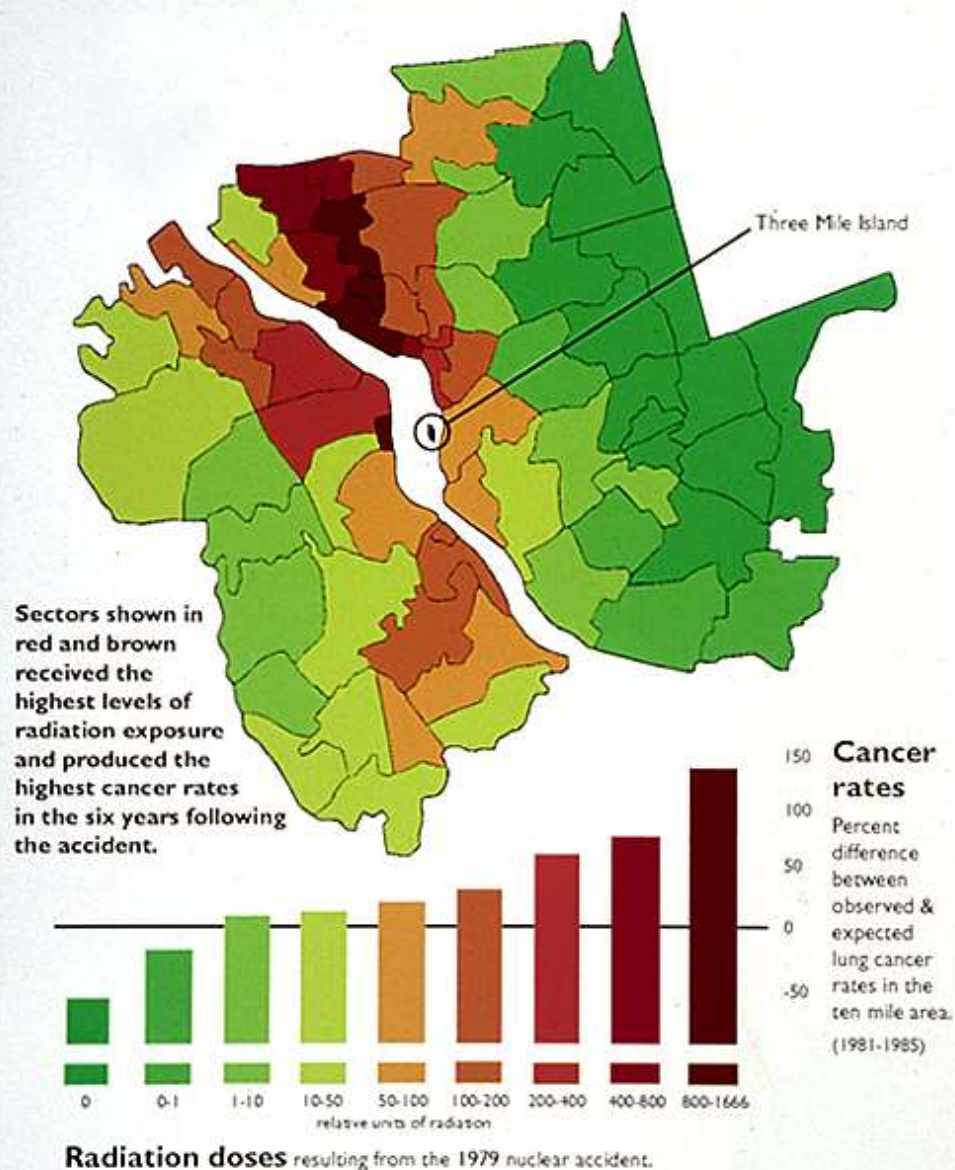 Three Mile Island
Sectors shown in
red and brown
received the
highest levels of
radiation exposure
and produced the
highest cancer rates
in the six years following
the accident.
150
100
50
0
-50
Cancer
rates
Percent
difference
between
observed &
expected
lung cancer
rates in the
ten mile area.
(1981-1985)
0 0-1 1-10 10-50 50-100 100-200 200-400 400-800 800-1666
relative units of radiation
Radiation doses resulting from the 1979 nuclear accident.